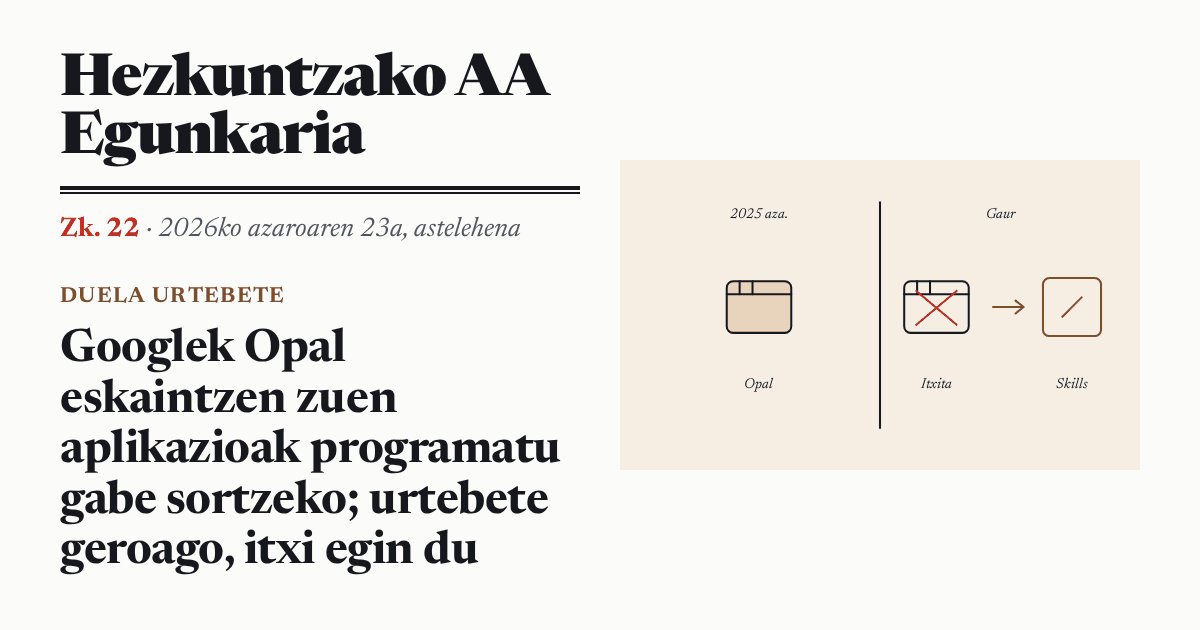 Hezkuntzako AA
Egunkaria
Zk. 22 · 2026ko azaroaren 23a, astelehena
DUELA URTEBETE
Googlek Opal
eskaintzen zuen
aplikazioak programatu
gabe sortzeko; urtebete
geroago, itxi egin du
2025 aza.
Gaur
Opal
Itxita
Skills